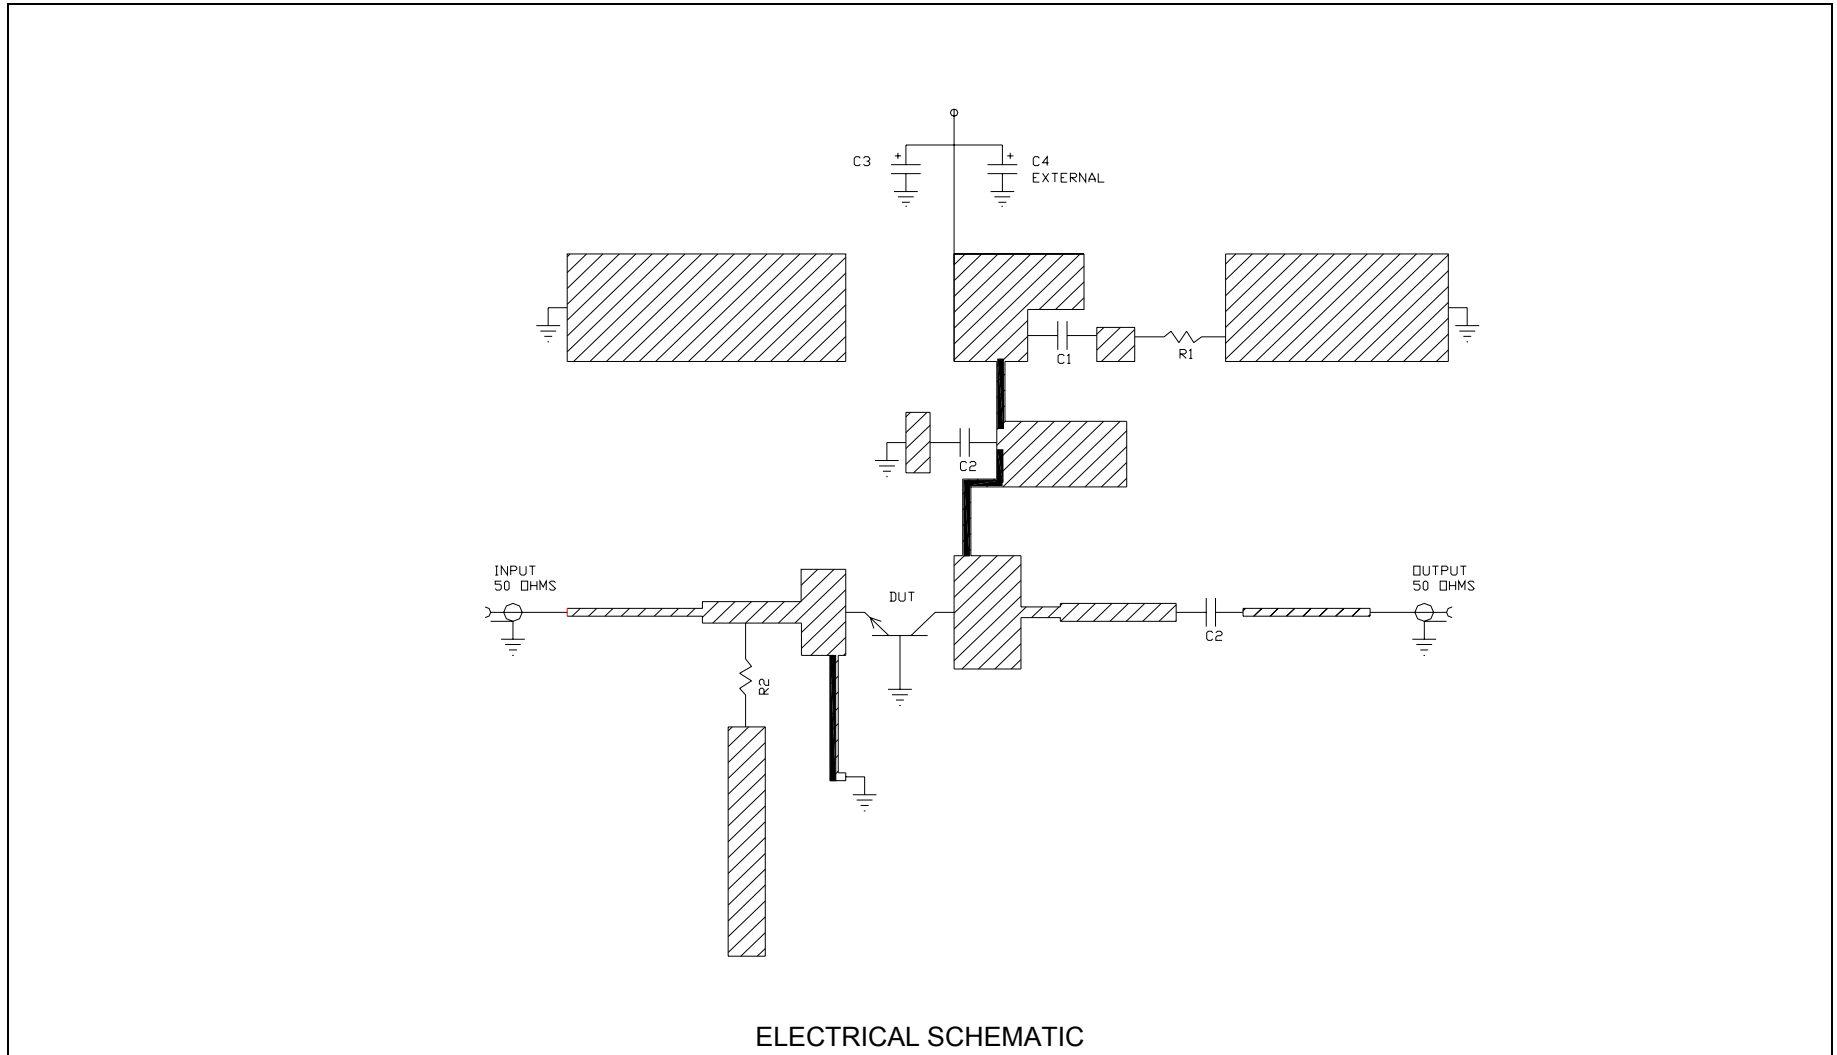 C3
+
+
C4
EXTERNAL
C1
R1
C2
INPUT
50 OHMS
DUT
OUTPUT
50 OHMS
C2
R2
ELECTRICAL SCHEMATIC